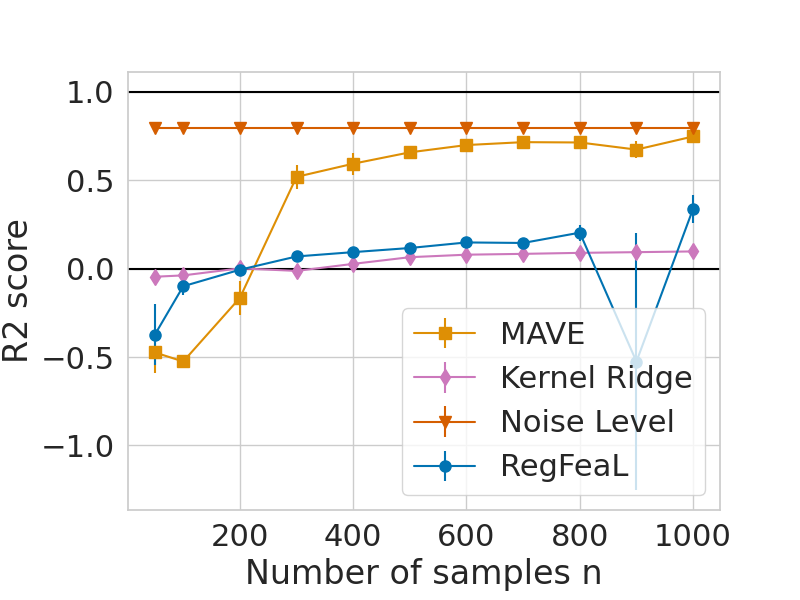 1.0
0.5
0.0
−0.5
−1.0
R2 score
200 400 600 800 1000
Number of samples n
MAVE
Kernel Ridge
Noise Level
RegFeaL